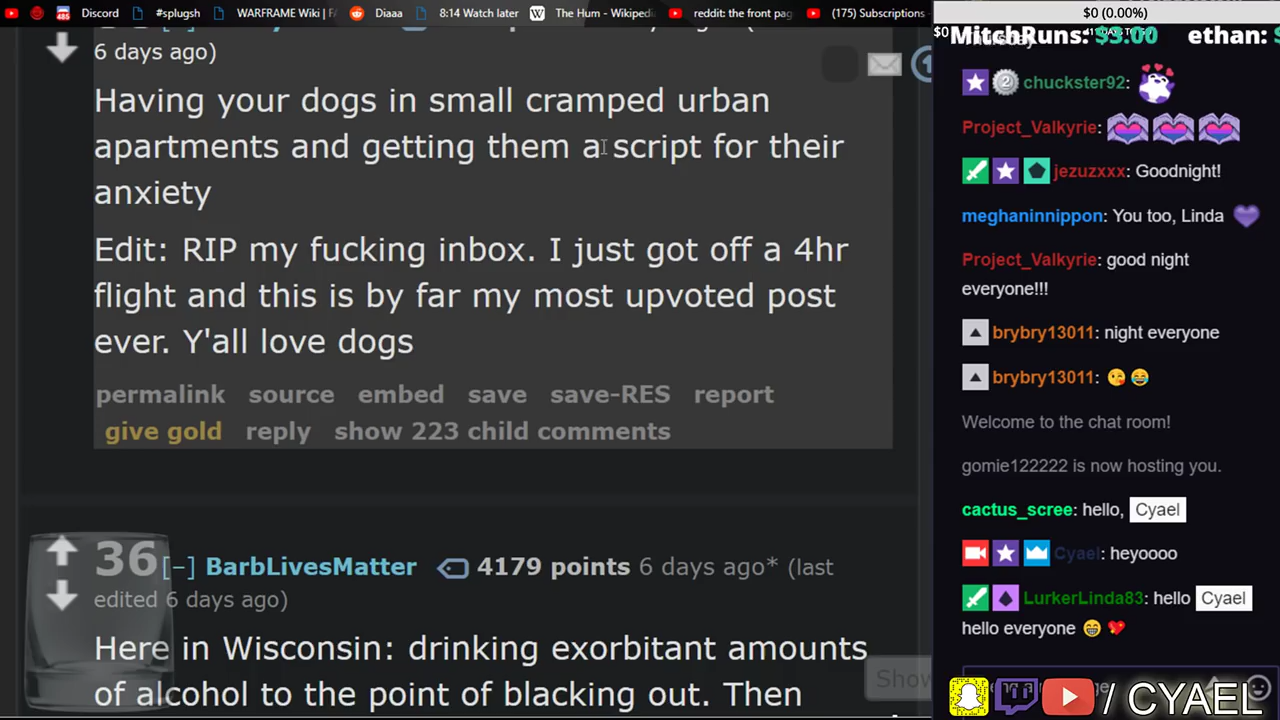 Discord #splugsh WARFRAME Wiki | FA Diaaa 8:14 Watch later The Hum - Wikiped reddit: the front pag (175) Subscriptions
$0 (0.00%)
6 days ago)
Having your dogs in small cramped urban
apartments and getting them a script for their
anxiety
Edit: RIP my fucking inbox. I just got off a 4hr
flight and this is by far my most upvoted post
ever. Y'all love dogs
permalink source embed save save-RES report
give gold reply show 223 child comments
36 [−] BarbLivesMatter 4179 points 6 days ago* (last
edited 6 days ago)
Here in Wisconsin: drinking exorbitant amounts
of alcohol to the point of blacking out. Then
Show
$0
MitchRuns: $3.00 ethan:
chuckster92:
Project_Valkyrie:
jezuzxxx: Goodnight!
meghaninnippon: You too, Linda
Project_Valkyrie: good night
everyone!!!
brybry13011: night everyone
brybry13011:
Welcome to the chat room!
gomie122222 is now hosting you.
cactus_scree: hello, Cyael
Cyael: heyoooo
LurkerLinda83: hello Cyael
hello everyone
/ CYAEL